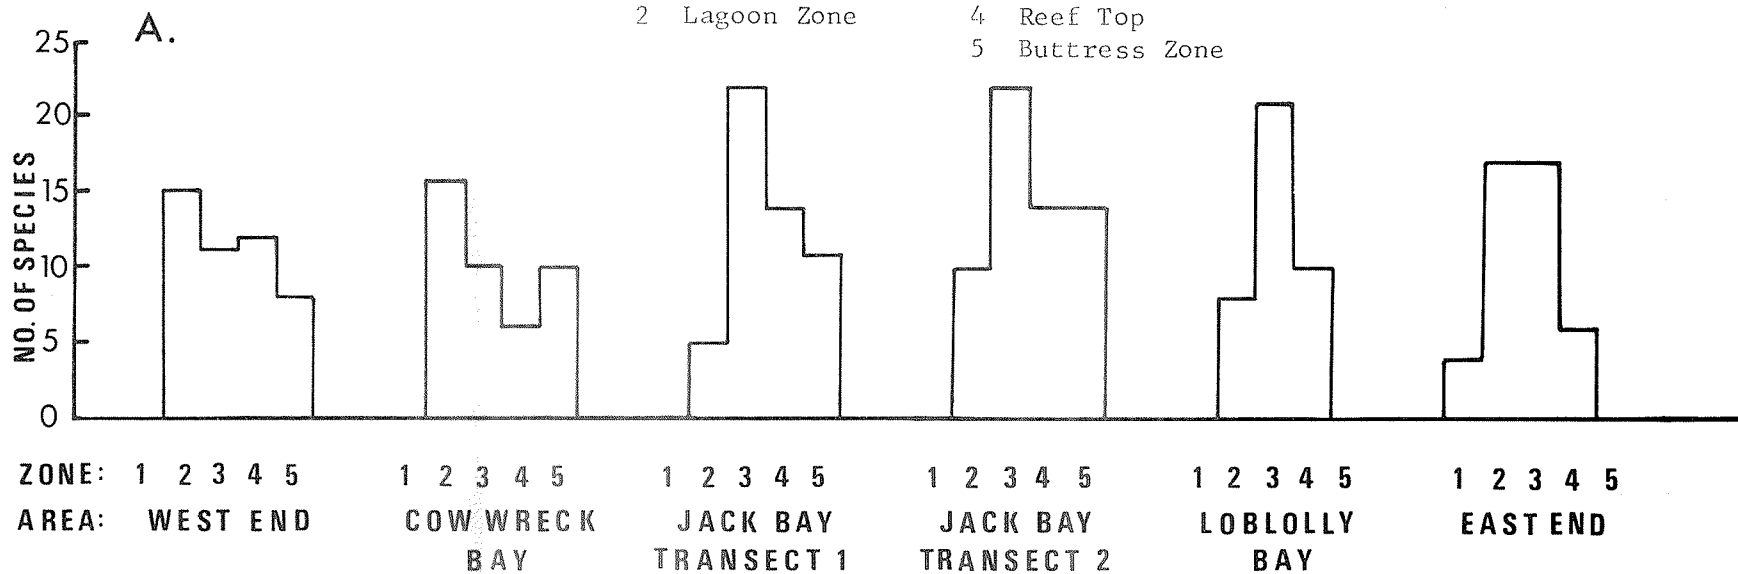 2 Lagoon Zone
4 Reef Top
5 Buttress Zone
A.
25
20
15
10
5
0
NO. OF SPECIES
ZONE: 1 2 3 4 5 1 2 3 4 5 1 2 3 4 5 1 2 3 4 5 1 2 3 4 5 1 2 3 4 5
AREA: WEST END COW WRECK JACK BAY JACK BAY LOBLOLLY EAST END
BAY TRANSECT 1 TRANSECT 2 BAY